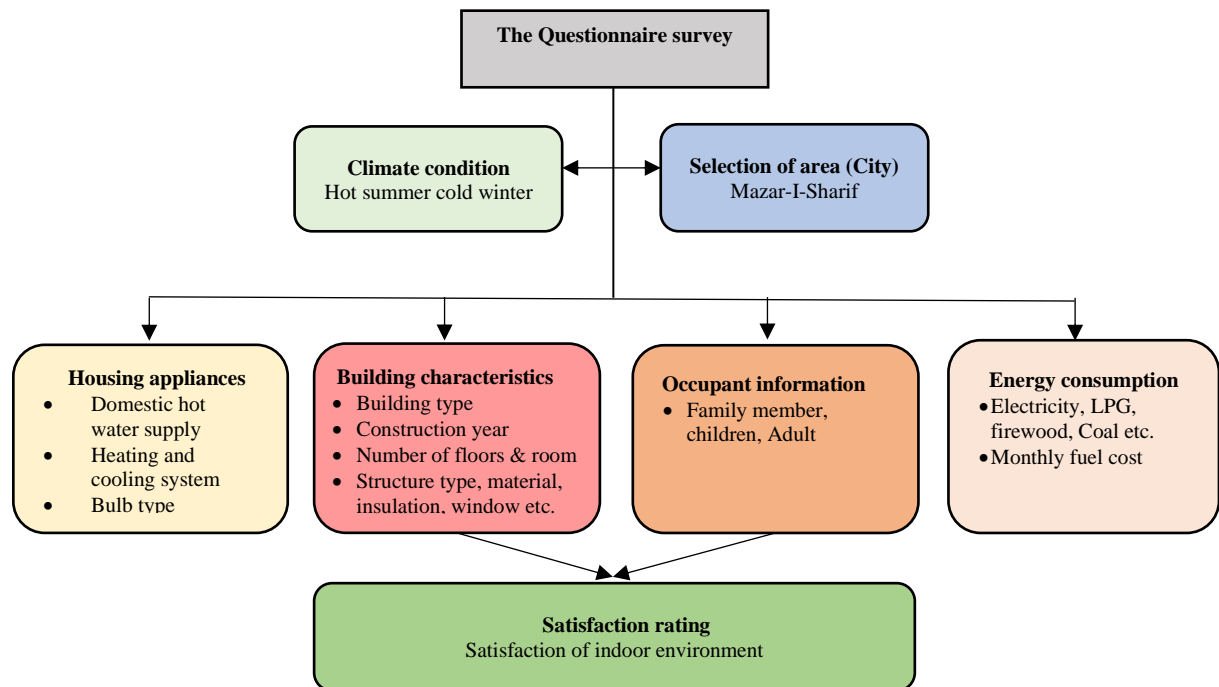 The Questionnaire survey
Climate condition
Hot summer cold winter
Selection of area (City)
Mazar-I-Sharif
Housing appliances
• Domestic hot
water supply
• Heating and
cooling system
• Bulb type
Building characteristics
• Building type
• Construction year
• Number of floors & room
• Structure type, material,
insulation, window etc.
Occupant information
• Family member,
children, Adult
Energy consumption
• Electricity, LPG,
firewood, Coal etc.
• Monthly fuel cost
Satisfaction rating
Satisfaction of indoor environment